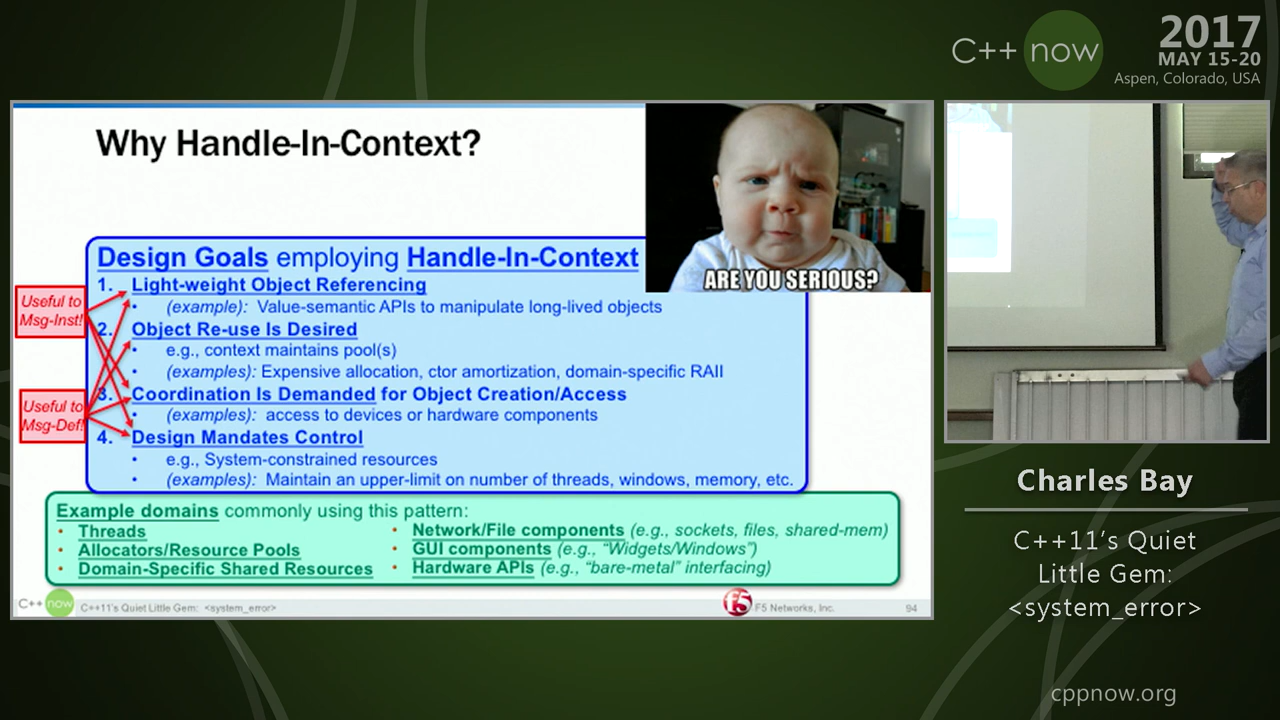 C++ now
2017
MAY 15-20
Aspen, Colorado, USA
Why Handle-In-Context?
ARE YOU SERIOUS?
Design Goals employing Handle-In-Context
1. Light-weight Object Referencing
• (example): Value-semantic APIs to manipulate long-lived objects
2. Object Re-use Is Desired
• e.g., context maintains pool(s)
• (examples): Expensive allocation, ctor amortization, domain-specific RAII
3. Coordination Is Demanded for Object Creation/Access
• (examples): access to devices or hardware components
4. Design Mandates Control
• e.g., System-constrained resources
• (examples): Maintain an upper-limit on number of threads, windows, memory, etc.
Useful to
Msg-Inst!
Useful to
Msg-Def!
Example domains commonly using this pattern:
• Threads
• Allocators/Resource Pools
• Domain-Specific Shared Resources
• Network/File components (e.g., sockets, files, shared-mem)
• GUI components (e.g., “Widgets/Windows”)
• Hardware APIs (e.g., “bare-metal” interfacing)
C++ now
C++11's Quiet Little Gem: <system_error>
F5 F5 Networks, Inc.
94
Charles Bay
C++11's Quiet
Little Gem:
<system_error>
cppnow.org